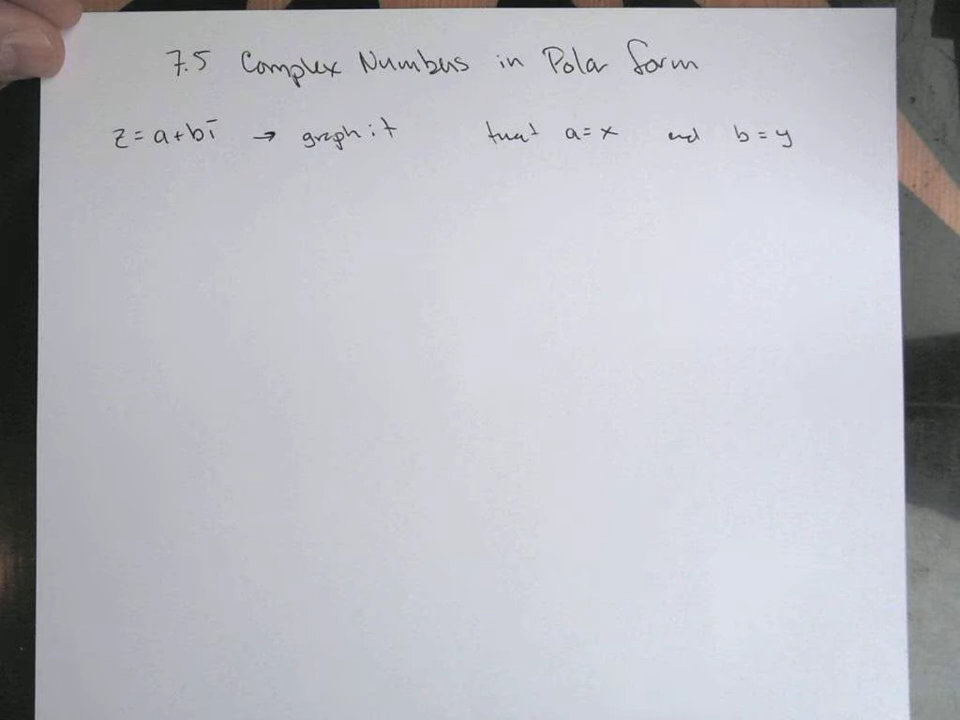 7.5 Complex Numbers in Polar Form
z = a + bi → graph it treat a = x and b = y